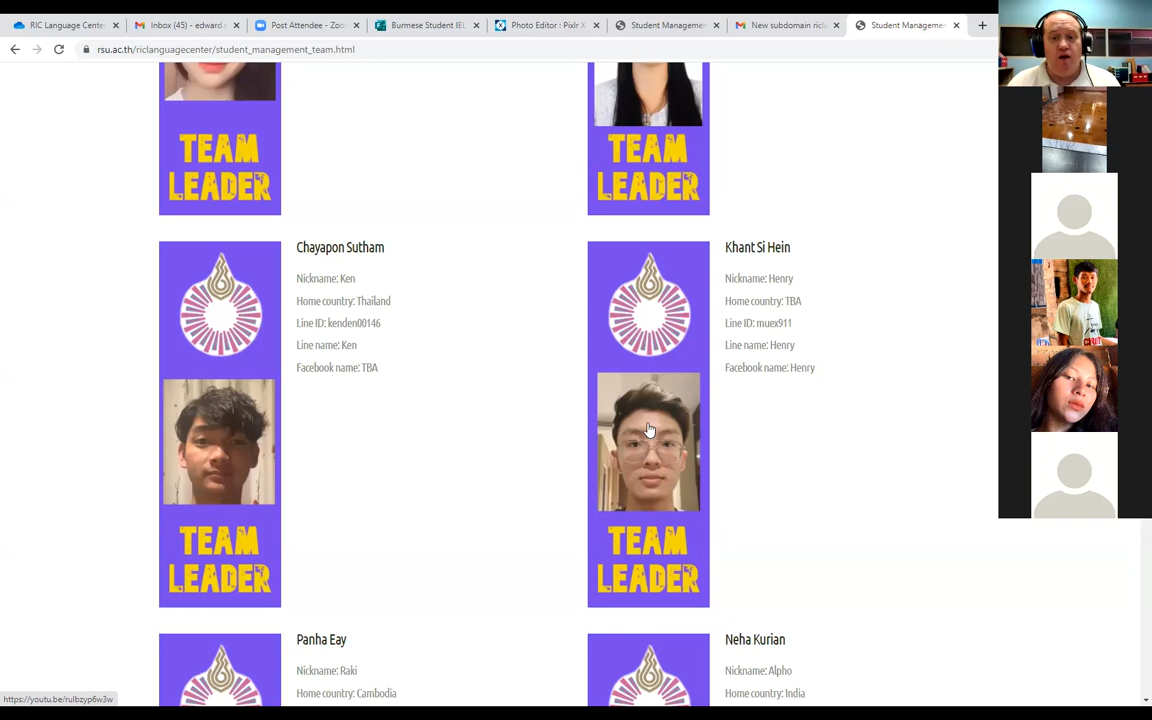 RIC Language Cente
Inbox (45) - edward.
Post Attendee - Zoo
Burmese Student IEL
Photo Editor : Pixlr X
Student Manageme
New subdomain ricla
Student Manageme
rsu.ac.th/riclanguagecenter/student_management_team.html
TEAM
LEADER
TEAM
LEADER
Chayapon Sutham
Nickname: Ken
Home country: Thailand
Line ID: kenden00146
Line name: Ken
Facebook name: TBA
TEAM
LEADER
Khant Si Hein
Nickname: Henry
Home country: TBA
Line ID: muex911
Line name: Henry
Facebook name: Henry
TEAM
LEADER
Panha Eay
Nickname: Raki
Home country: Cambodia
Neha Kurian
Nickname: Alpho
Home country: India
https://youtu.be/rulbzyp6w3w